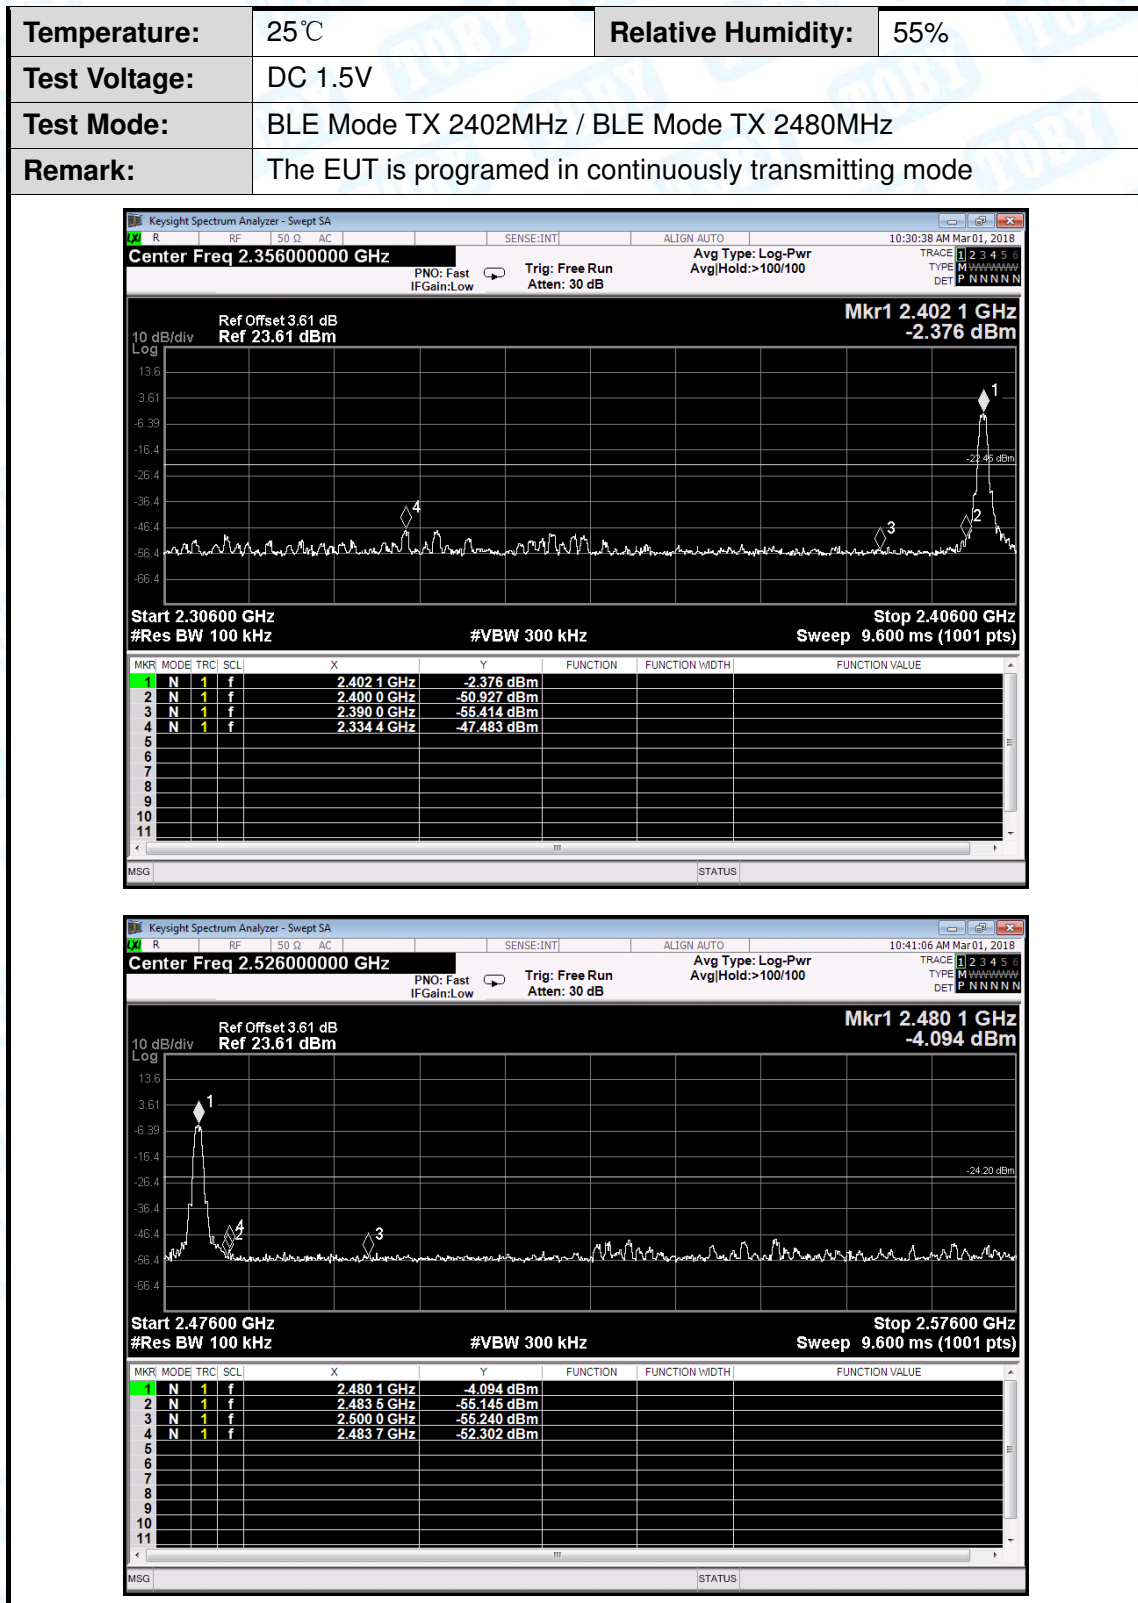 Temperature: 25℃ Relative Humidity: 55%
Test Voltage: DC 1.5V
Test Mode: BLE Mode TX 2402MHz / BLE Mode TX 2480MHz
Remark: The EUT is programed in continuously transmitting mode
Keysight Spectrum Analyzer - Swept SA
LXI R RF 50 Ω AC SENSE:INT ALIGN AUTO 10:30:38 AM Mar 01, 2018
Center Freq 2.356000000 GHz Avg Type: Log-Pwr TRACE 1 2 3 4 5 6
PNO: Fast Trig: Free Run Avg|Hold:>100/100 TYPE M WWWWW
IFGain:Low Atten: 30 dB DET P N N N N N
Mkr1 2.402 1 GHz
Ref Offset 3.61 dB
10 dB/div Ref 23.61 dBm -2.376 dBm
Log
13.6
3.61
1
-6.39
-16.4
-22.45 dBm
-26.4
-36.4
4
-46.4
3 2
-56.4
-66.4
Start 2.30600 GHz Stop 2.40600 GHz
#Res BW 100 kHz #VBW 300 kHz Sweep 9.600 ms (1001 pts)
MKR MODE TRC SCL X Y FUNCTION FUNCTION WIDTH FUNCTION VALUE
1 N 1 f 2.402 1 GHz -2.376 dBm
2 N 1 f 2.400 0 GHz -50.927 dBm
3 N 1 f 2.390 0 GHz -55.414 dBm
4 N 1 f 2.334 4 GHz -47.483 dBm
5
6
7
8
9
10
11
MSG STATUS
Keysight Spectrum Analyzer - Swept SA
LXI R RF 50 Ω AC SENSE:INT ALIGN AUTO 10:41:06 AM Mar 01, 2018
Center Freq 2.526000000 GHz Avg Type: Log-Pwr TRACE 1 2 3 4 5 6
PNO: Fast Trig: Free Run Avg|Hold:>100/100 TYPE M WWWWW
IFGain:Low Atten: 30 dB DET P N N N N N
Mkr1 2.480 1 GHz
Ref Offset 3.61 dB
10 dB/div Ref 23.61 dBm -4.094 dBm
Log
13.6
3.61
1
-6.39
-16.4
-24.20 dBm
-26.4
-36.4
4
-46.4
2 3
-56.4
-66.4
Start 2.47600 GHz Stop 2.57600 GHz
#Res BW 100 kHz #VBW 300 kHz Sweep 9.600 ms (1001 pts)
MKR MODE TRC SCL X Y FUNCTION FUNCTION WIDTH FUNCTION VALUE
1 N 1 f 2.480 1 GHz -4.094 dBm
2 N 1 f 2.483 5 GHz -55.145 dBm
3 N 1 f 2.500 0 GHz -55.240 dBm
4 N 1 f 2.483 7 GHz -52.302 dBm
5
6
7
8
9
10
11
MSG STATUS